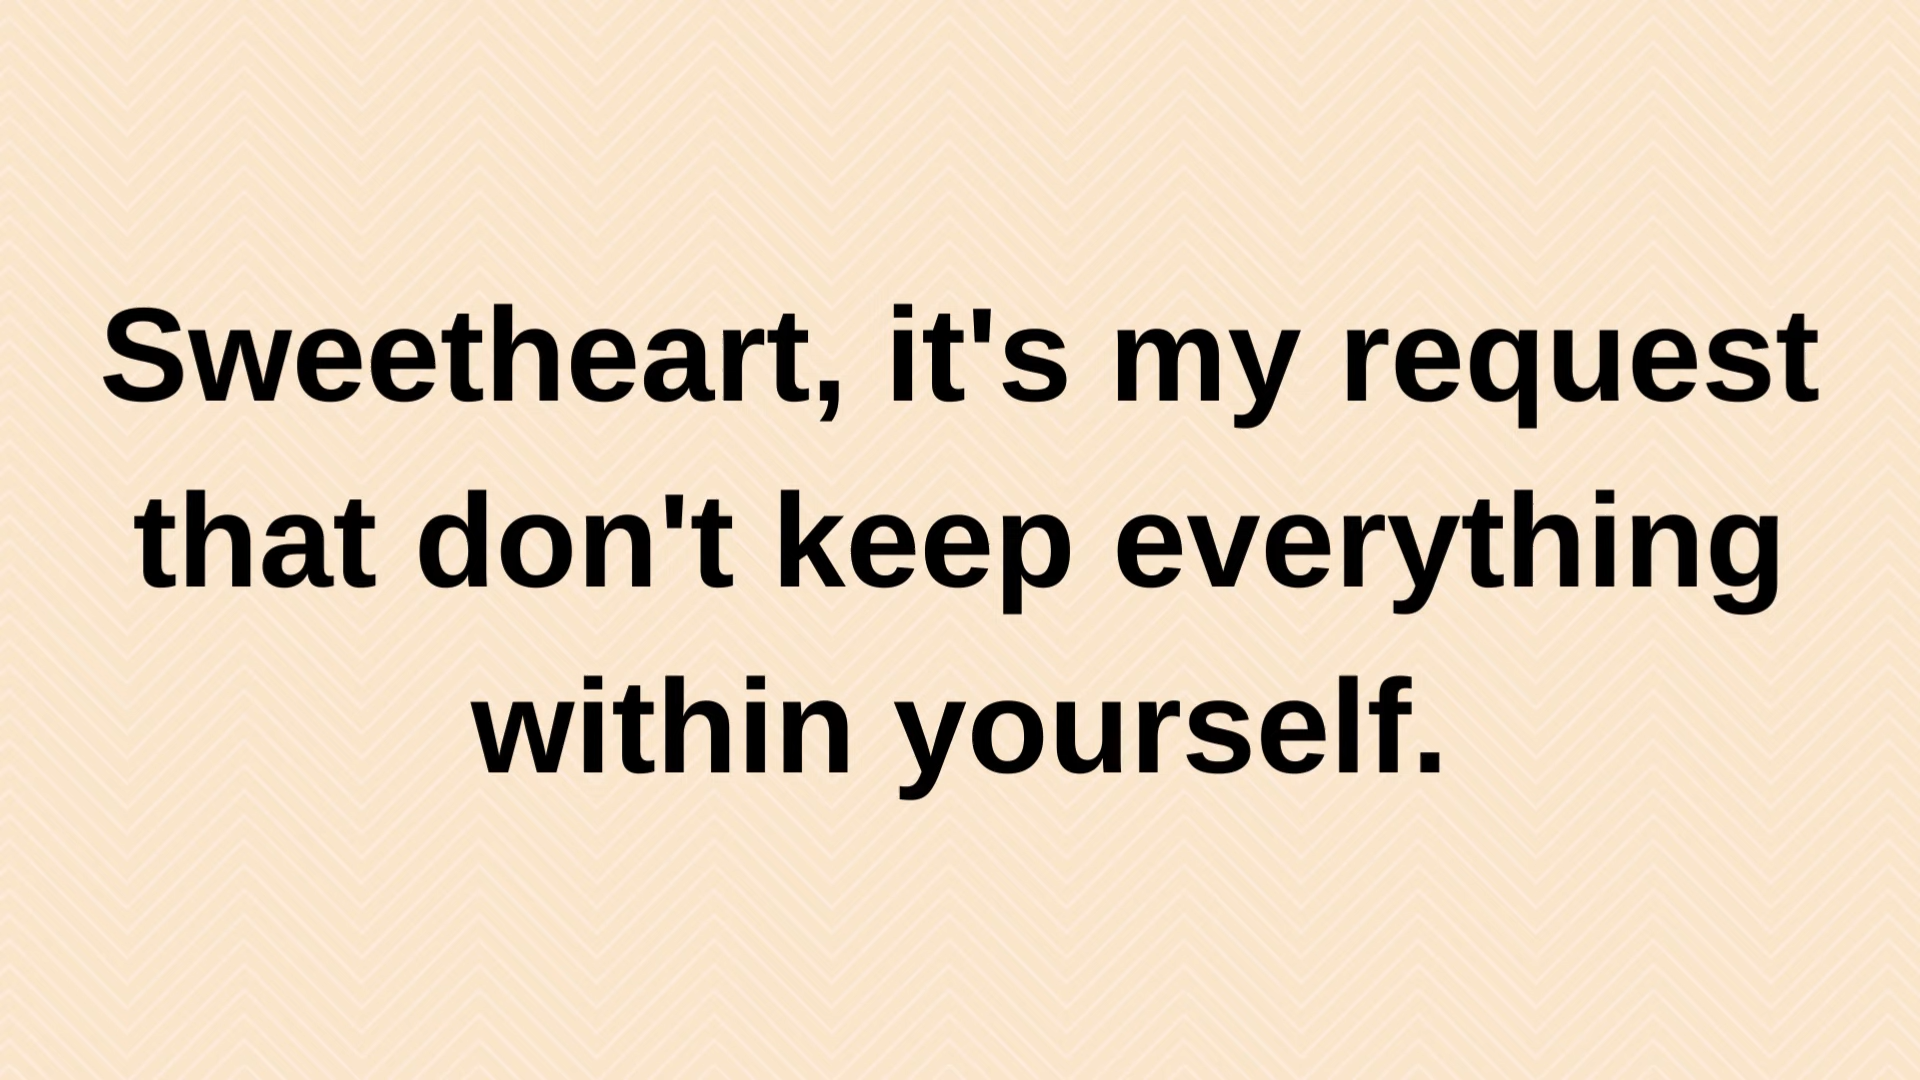 Sweetheart, it's my request
that don't keep everything
within yourself.